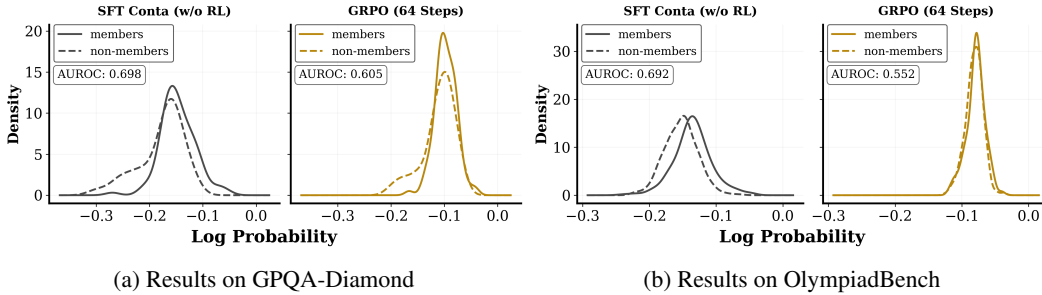 SFT Conta (w/o RL)
GRPO (64 Steps)
members
non-members
AUROC: 0.698
members
non-members
AUROC: 0.605
Density
20
15
10
5
0
−0.3
−0.2
−0.1
0.0
−0.3
−0.2
−0.1
0.0
Log Probability
(a) Results on GPQA-Diamond
SFT Conta (w/o RL)
GRPO (64 Steps)
members
non-members
AUROC: 0.692
members
non-members
AUROC: 0.552
Density
30
20
10
0
−0.3
−0.2
−0.1
0.0
−0.3
−0.2
−0.1
0.0
Log Probability
(b) Results on OlympiadBench